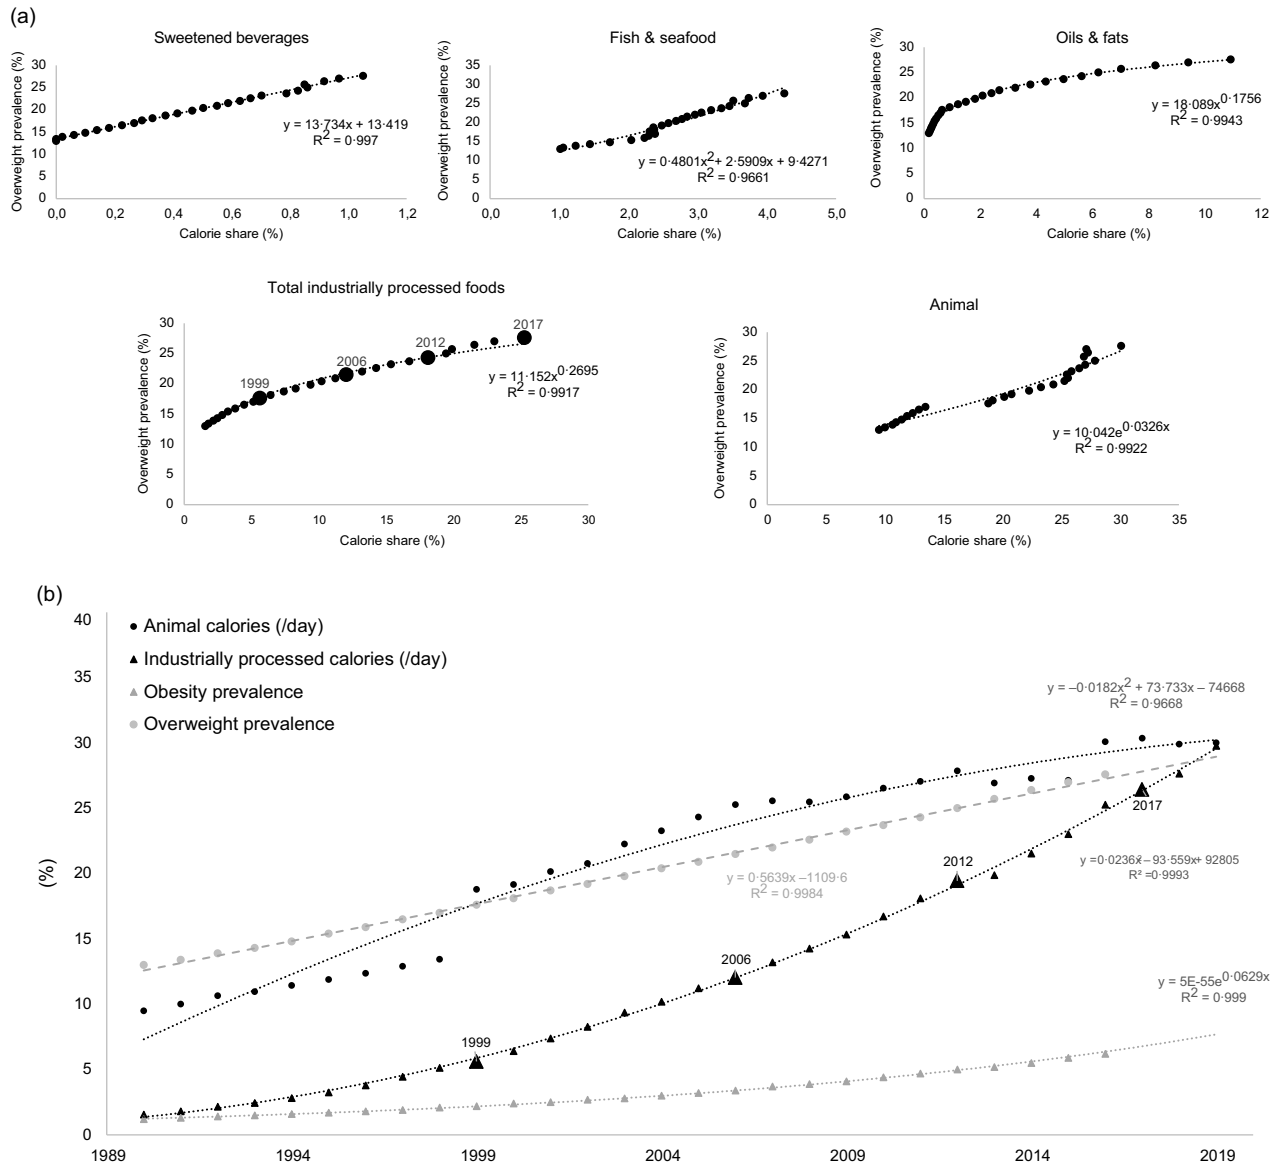 (a)
Sweetened beverages
Overweight prevalence (%)
30
25
20
15
10
5
0
y = 13·734x + 13·419
R2 = 0·997
0,0 0,2 0,4 0,6 0,8 1,0 1,2
Calorie share (%)
Fish & seafood
Overweight prevalence (%)
35
30
25
20
15
10
5
0
y = 0·4801x2+ 2·5909x + 9·4271
R2 = 0·9661
0,0 1,0 2,0 3,0 4,0 5,0
Calorie share (%)
Oils & fats
Overweight prevalence (%)
30
25
20
15
10
5
0
y = 18·089x0·1756
R2 = 0·9943
0 2 4 6 8 10 12
Calorie share (%)
Total industrially processed foods
Overweight prevalence (%)
30
25
20
15
10
5
0
1999
2006
2012
2017
y = 11·152x0·2695
R2 = 0·9917
0 5 10 15 20 25 30
Calorie share (%)
Animal
Overweight prevalence (%)
30
25
20
15
10
5
0
y = 10·042e0·0326x
R2 = 0·9922
0 5 10 15 20 25 30 35
Calorie share (%)
(b)
(%)
40
35
30
25
20
15
10
5
0
Animal calories (/day)
Industrially processed calories (/day)
Obesity prevalence
Overweight prevalence
y = –0·0182x2 + 73·733x – 74668
R2 = 0·9668
2017
y =0·0236x² – 93·559x+ 92805
R² =0·9993
2012
y = 0·5639x –1109·6
R2 = 0·9984
2006
y = 5E-55e0·0629x
R2 = 0·999
1999
1989 1994 1999 2004 2009 2014 2019